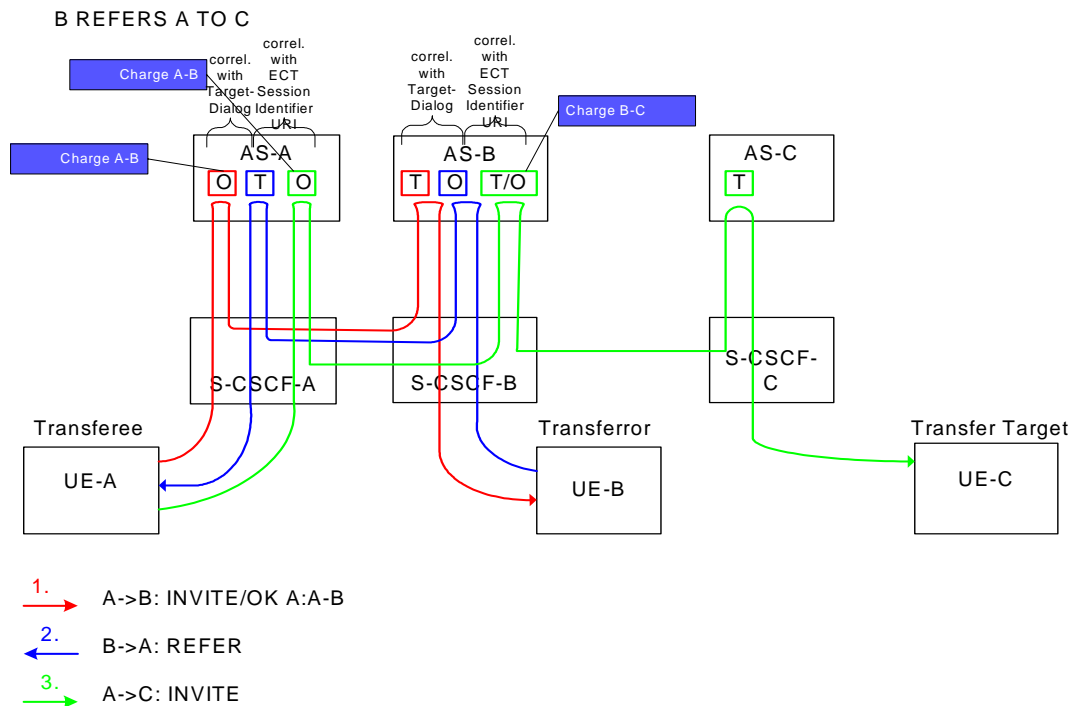 B REFERS A TO C
correl.
with
Target-
Dialog
correl.
with
ECT
Session
Identifier
URI
correl.
with
Target-
Dialog
correl.
with
ECT
Session
Identifier
URI
Charge A-B
Charge B-C
Charge A-B
AS-A
O T O
AS-B
T O T/O
AS-C
T
S-CSCF-A
S-CSCF-B
S-CSCF-
C
Transferee
Transferror
Transfer Target
UE-A
UE-B
UE-C
1. A->B: INVITE/OK A:A-B
2. B->A: REFER
3. A->C: INVITE